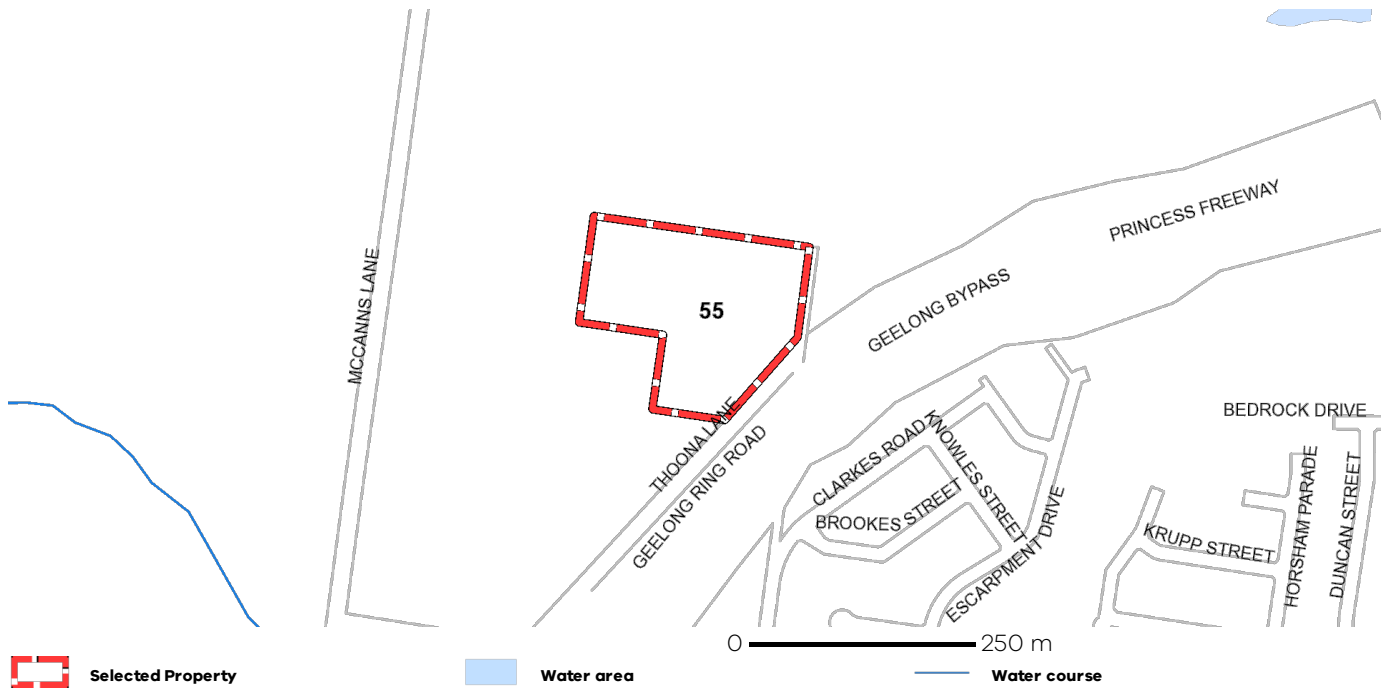 PRINCESS FREEWAY
MCCANNS LANE
55
GEELONG BYPASS
THOONA LANE
GEELONG RING ROAD
CLARKES ROAD
KNOWLES STREET
BROOKES STREET
ESCARPMENT DRIVE
BEDROCK DRIVE
KRUPP STREET
HORSHAM PARADE
DUNCAN STREET
0 250 m
Selected Property
Water area
Water course